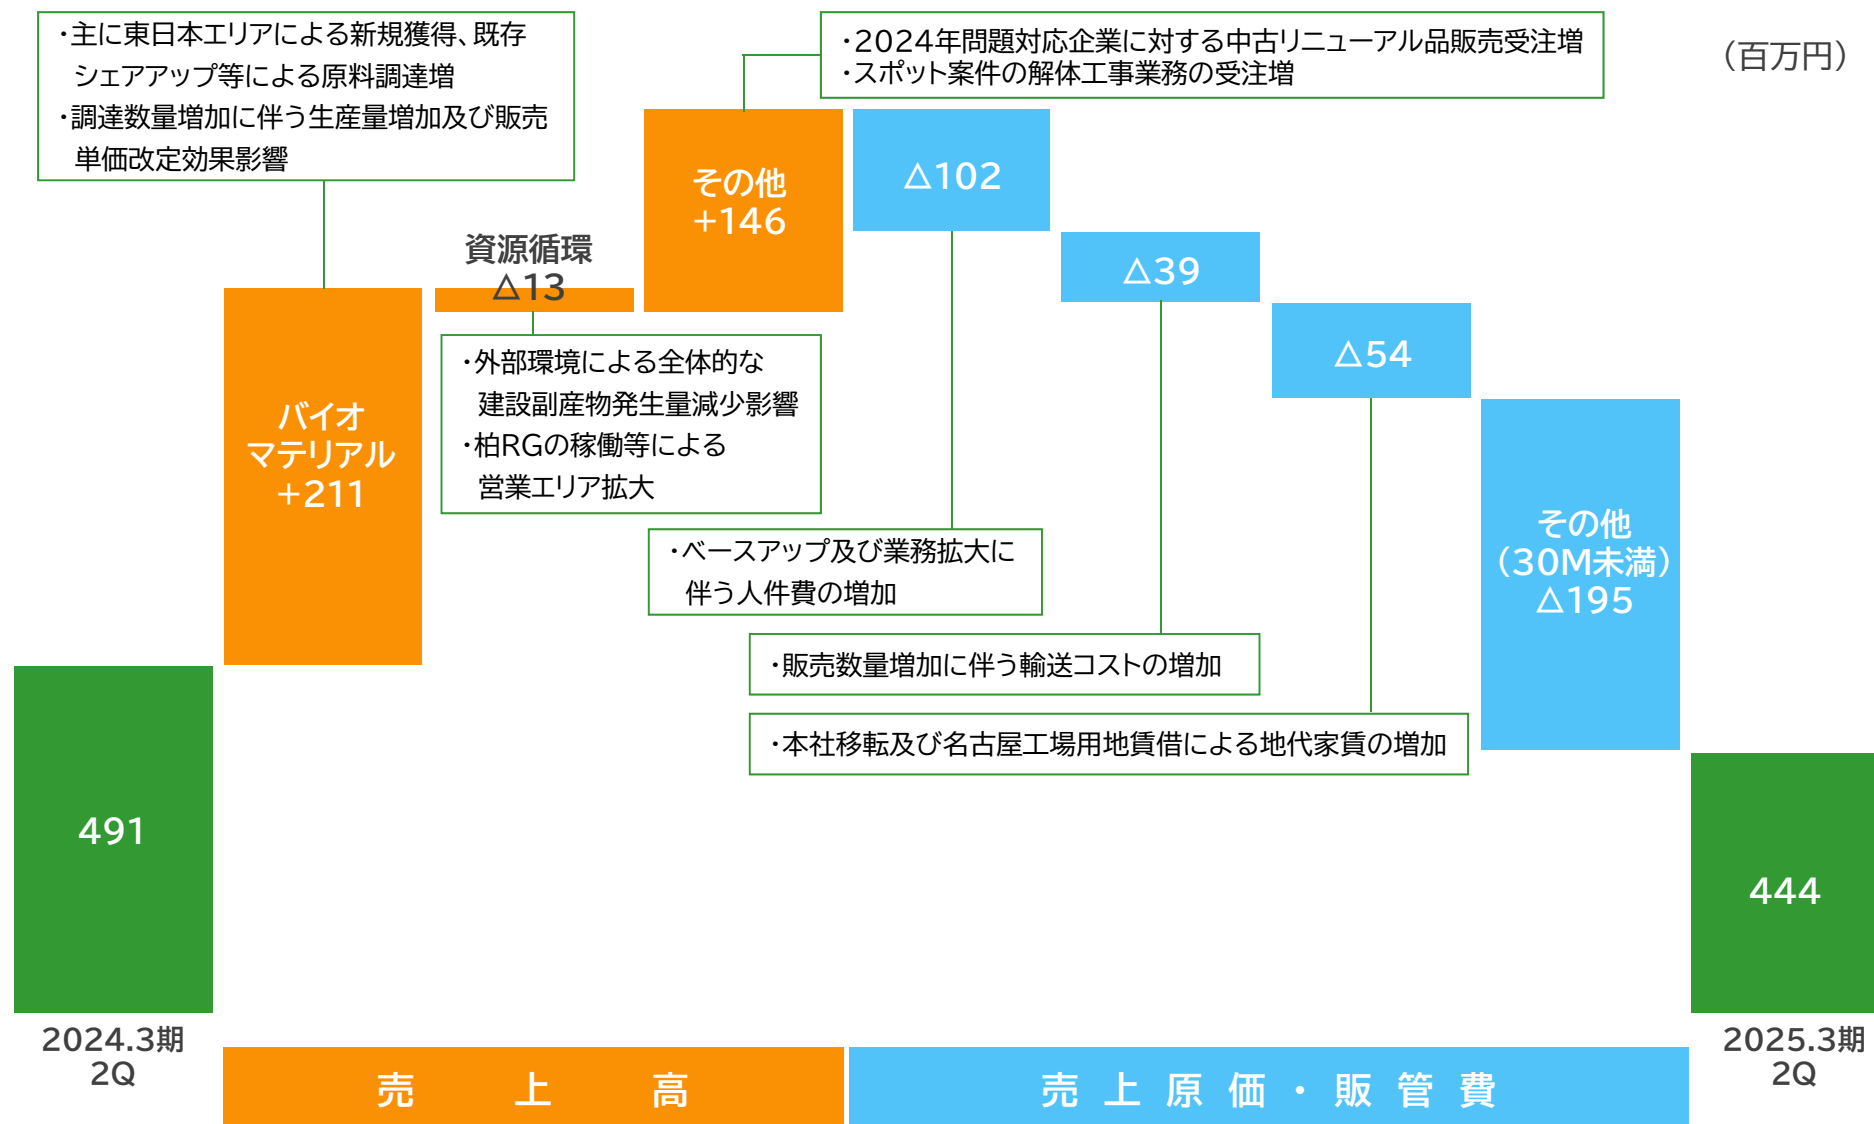 ・主に東日本エリアによる新規獲得、既存
シェアアップ等による原料調達増
・調達数量増加に伴う生産量増加及び販売
単価改定効果影響
・2024年問題対応企業に対する中古リニューアル品販売受注増
・スポット案件の解体工事業務の受注増
（百万円）
バイオ
マテリアル
+211
資源循環
△13
・外部環境による全体的な
建設副産物発生量減少影響
・柏RGの稼働等による
営業エリア拡大
その他
+146
△102
・ベースアップ及び業務拡大に
伴う人件費の増加
△39
・販売数量増加に伴う輸送コストの増加
△54
・本社移転及び名古屋工場用地賃借による地代家賃の増加
その他
（30M未満）
△195
491
444
2024.3期
2Q
2025.3期
2Q
売上高
売上原価・販管費